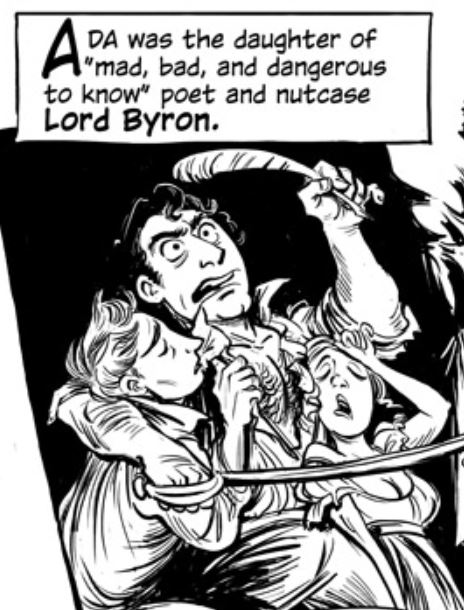 ADA was the daughter of
"mad, bad, and dangerous
to know" poet and nutcase
Lord Byron.